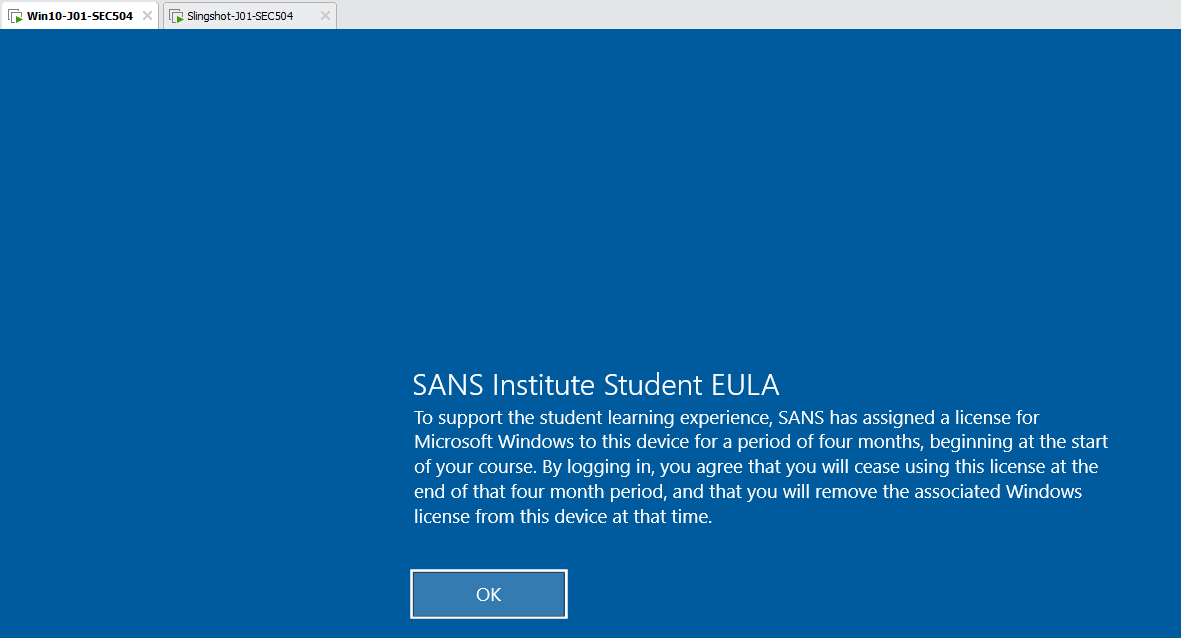 Win10-J01-SEC504
Slingshot-J01-SEC504
SANS Institute Student EULA
To support the student learning experience, SANS has assigned a license for
Microsoft Windows to this device for a period of four months, beginning at the start
of your course. By logging in, you agree that you will cease using this license at the
end of that four month period, and that you will remove the associated Windows
license from this device at that time.
OK